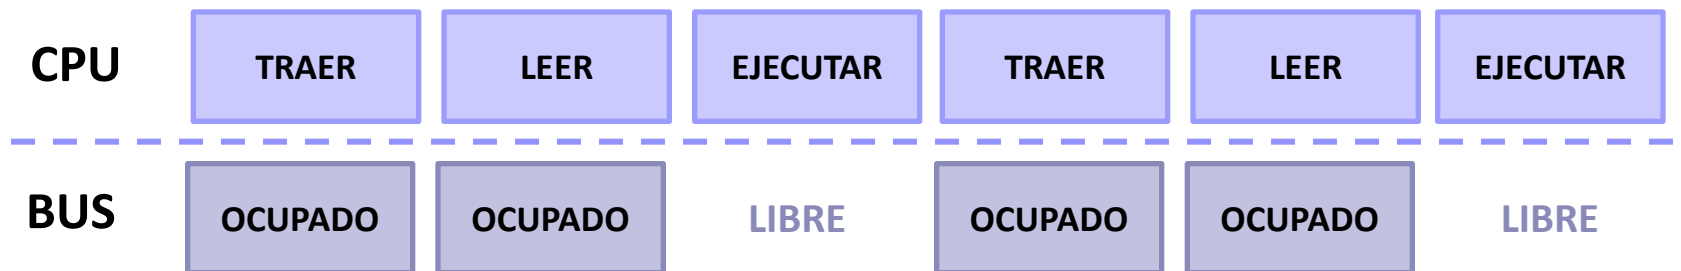 CPU TRAER LEER EJECUTAR TRAER LEER EJECUTAR
BUS OCUPADO OCUPADO LIBRE OCUPADO OCUPADO LIBRE